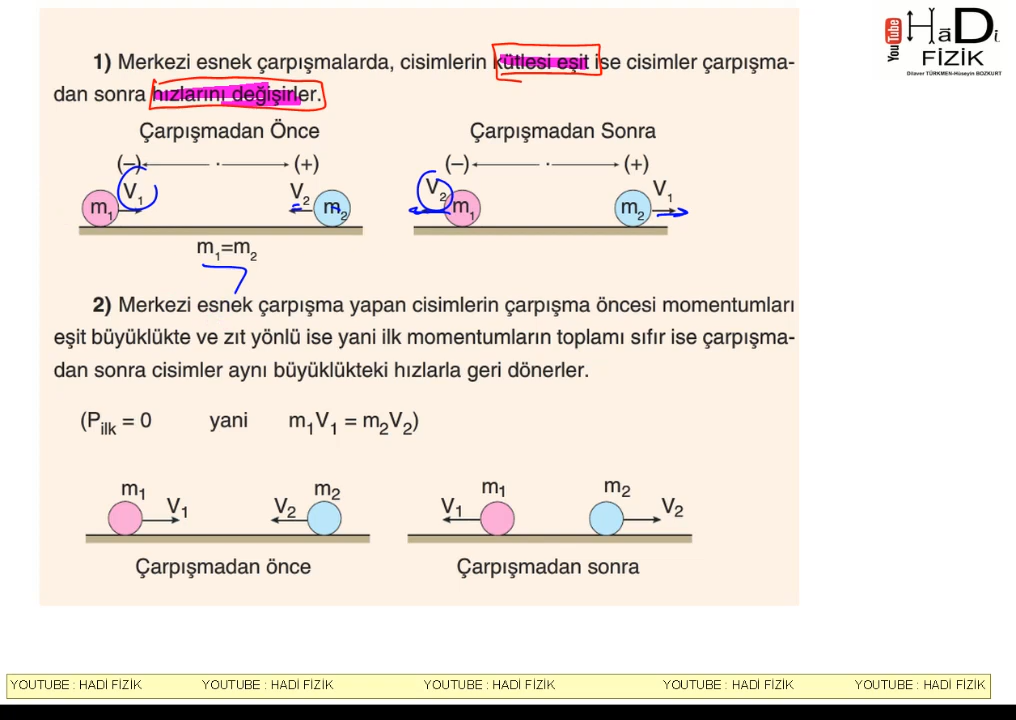 YouTube HaDi
FİZİK
Dilaver TÜRKMEN-Hüseyin BOZKURT
1) Merkezi esnek çarpışmalarda, cisimlerin kütlesi eşit ise cisimler çarpışma-
dan sonra hızlarını değişirler.
Çarpışmadan Önce Çarpışmadan Sonra
(–) (+) (–) (+)
V₁ V₂ V₂ V₁
m₁ m₂ m₁ m₂
m₁=m₂
2) Merkezi esnek çarpışma yapan cisimlerin çarpışma öncesi momentumları
eşit büyüklükte ve zıt yönlü ise yani ilk momentumların toplamı sıfır ise çarpışma-
dan sonra cisimler aynı büyüklükteki hızlarla geri dönerler.
(Pilk = 0 yani m₁V₁ = m₂V₂)
m₁ m₂ m₁ m₂
V₁ V₂ V₁ V₂
Çarpışmadan önce Çarpışmadan sonra
YOUTUBE : HADİ FİZİK YOUTUBE : HADİ FİZİK YOUTUBE : HADİ FİZİK YOUTUBE : HADİ FİZİK YOUTUBE : HADİ FİZİK